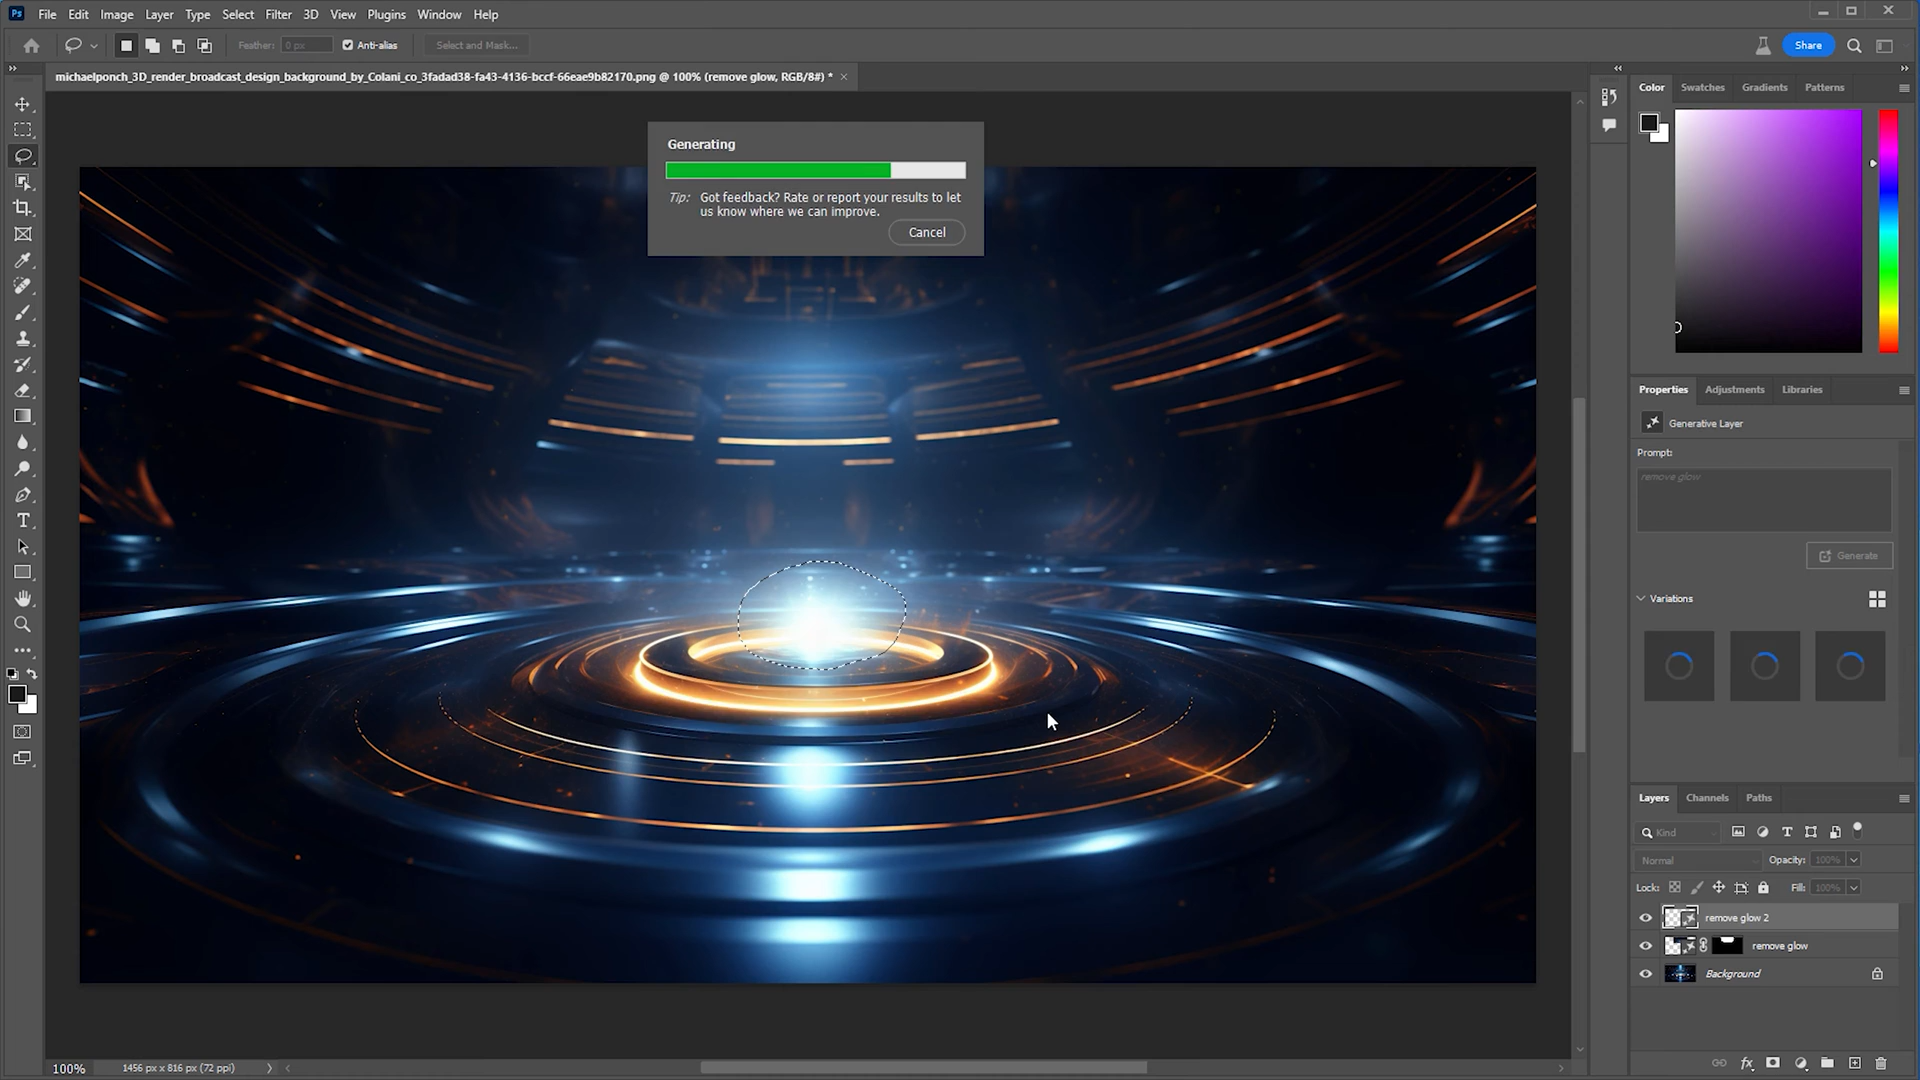 Ps File Edit Image Layer Type Select Filter 3D View Plugins Window Help
Feather: 0 px Anti-alias Select and Mask... Share
michaelponch_3D_render_broadcast_design_background_by_Colani_co_3fadad38-fa43-4136-bccf-66eae9b82170.png @ 100% (remove glow, RGB/8#) *
Color Swatches Gradients Patterns
Generating
Tip: Got feedback? Rate or report your results to let
us know where we can improve.
Cancel
Properties Adjustments Libraries
Generative Layer
Prompt:
remove glow
Generate
Variations
Layers Channels Paths
Kind
Normal Opacity: 100%
Lock: Fill: 100%
remove glow 2
remove glow
Background
100% 1456 px x 816 px (72 ppi)
fx